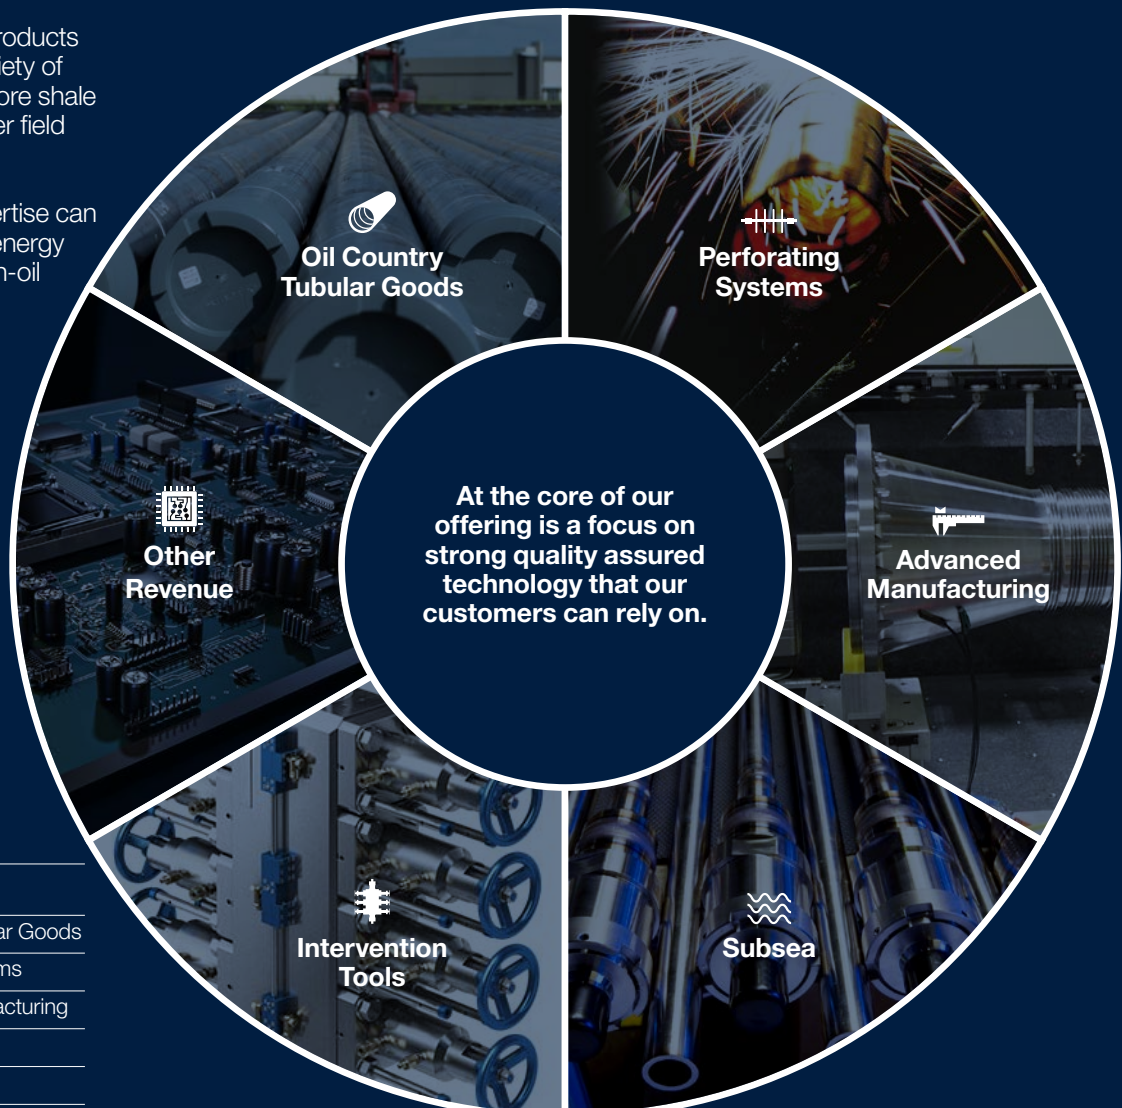 roducts
iety of
ore shale
er field
ertise can
energy
n-oil
Oil Country
Tubular Goods
Perforating
Systems
Other
Revenue
At the core of our
offering is a focus on
strong quality assured
technology that our
customers can rely on.
Advanced
Manufacturing
Intervention
Tools
Subsea
ar Goods
ms
acturing